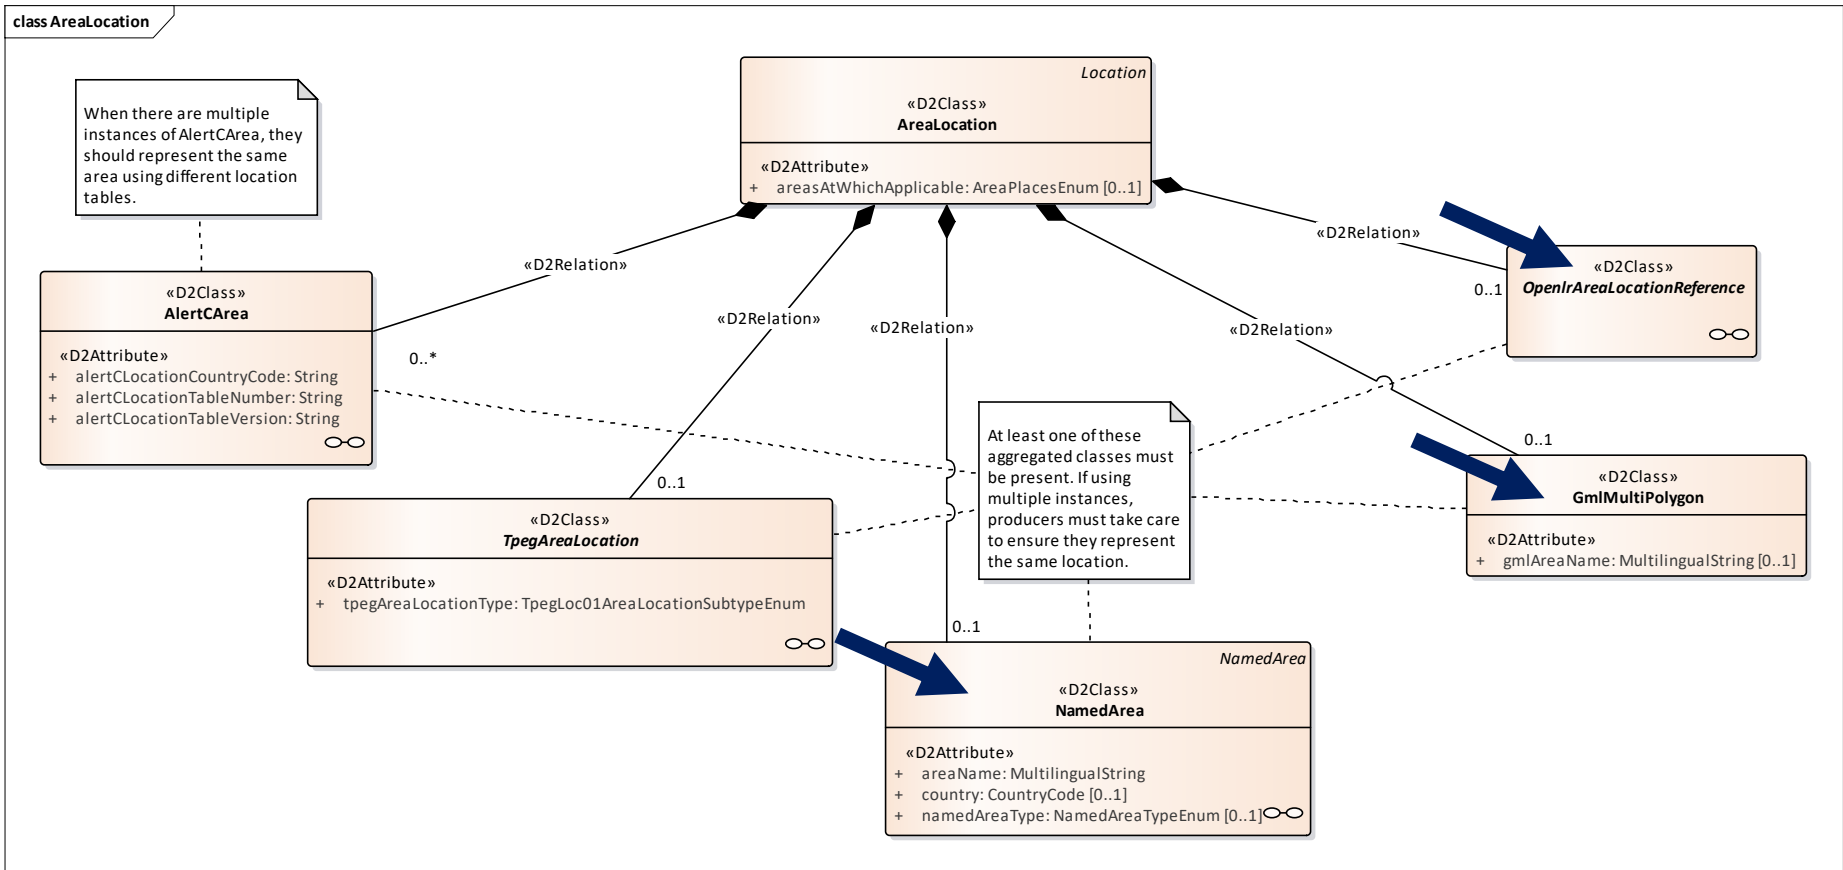 class AreaLocation
When there are multiple
instances of AlertCArea, they
should represent the same
area using different location
tables.
Location
«D2Class»
AreaLocation
«D2Attribute»
+ areasAtWhichApplicable: AreaPlacesEnum [0..1]
«D2Relation»
«D2Relation»
«D2Relation»
«D2Relation»
«D2Relation»
«D2Class»
OpenlrAreaLocationReference
0..1
«D2Class»
AlertCArea
«D2Attribute»
+ alertCLocationCountryCode: String
+ alertCLocationTableNumber: String
+ alertCLocationTableVersion: String
0..*
At least one of these
aggregated classes must
be present. If using
multiple instances,
producers must take care
to ensure they represent
the same location.
0..1
«D2Class»
GmlMultiPolygon
«D2Attribute»
+ gmlAreaName: MultilingualString [0..1]
0..1
«D2Class»
TpegAreaLocation
«D2Attribute»
+ tpegAreaLocationType: TpegLoc01AreaLocationSubtypeEnum
0..1
NamedArea
«D2Class»
NamedArea
«D2Attribute»
+ areaName: MultilingualString
+ country: CountryCode [0..1]
+ namedAreaType: NamedAreaTypeEnum [0..1]